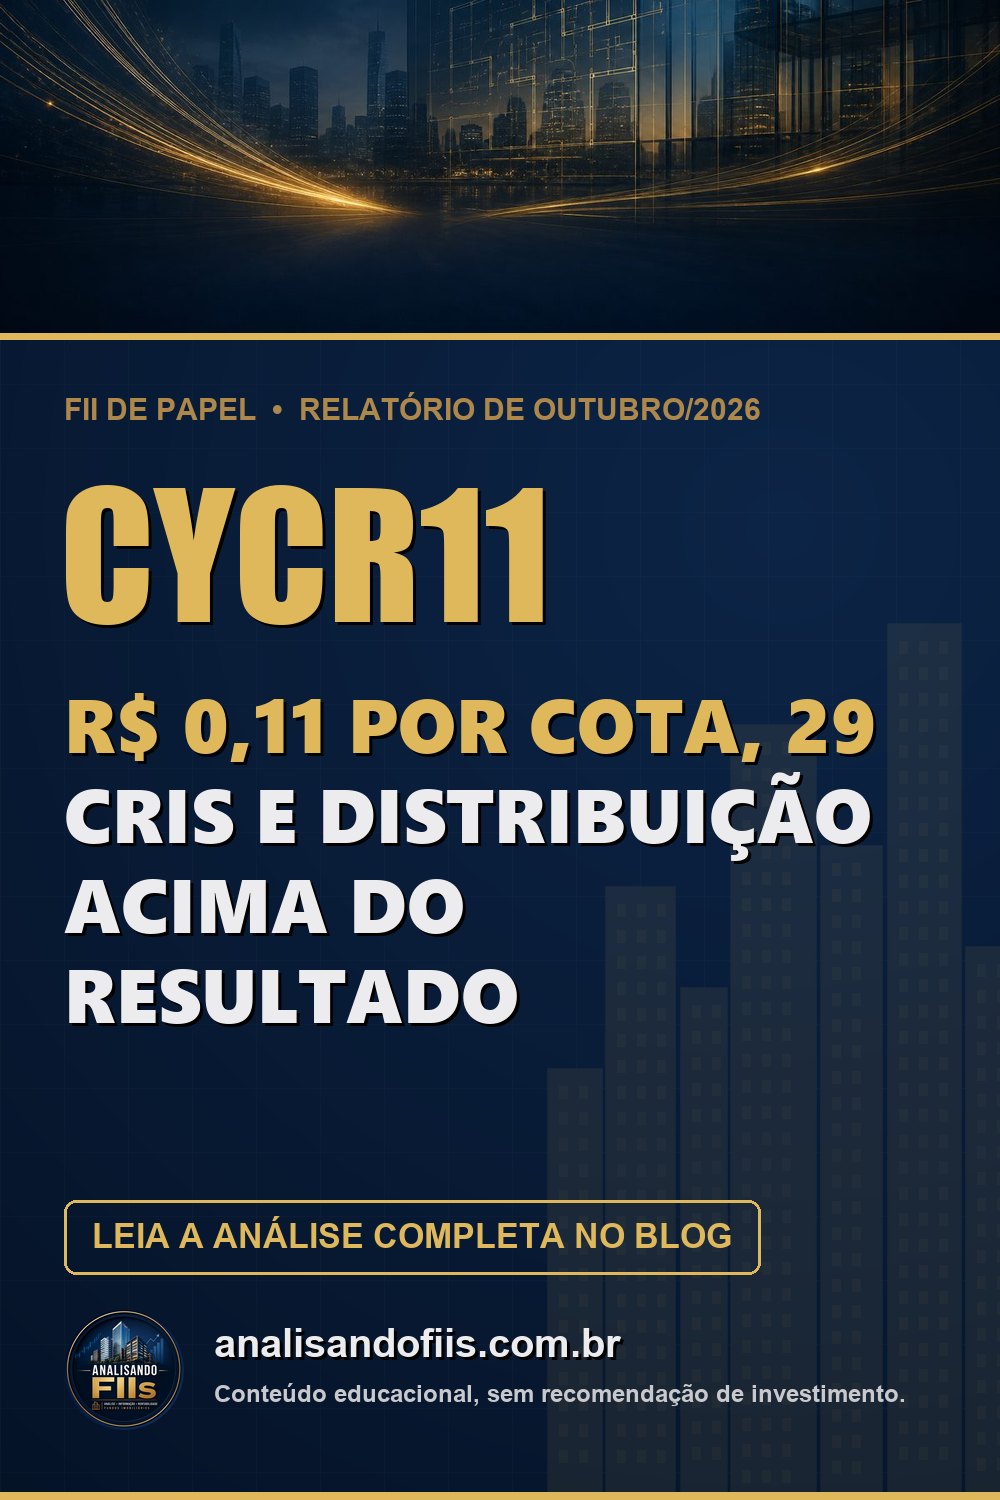 FII DE PAPEL • RELATÓRIO DE OUTUBRO/2026
CYCR11
R$ 0,11 POR COTA, 29
CRIS E DISTRIBUIÇÃO
ACIMA DO
RESULTADO
LEIA A ANÁLISE COMPLETA NO BLOG
ANALISANDO
FIIs
analisandofiis.com.br
Conteúdo educacional, sem recomendação de investimento.